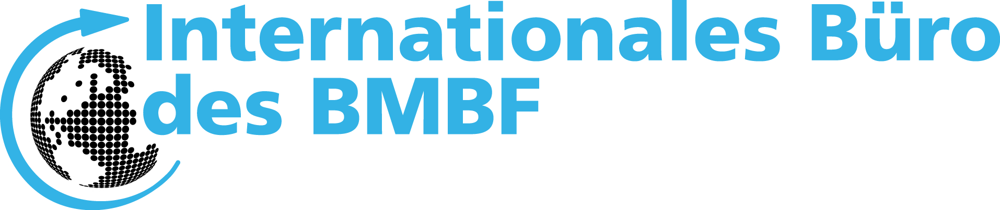 Internationales Büro
des BMBF